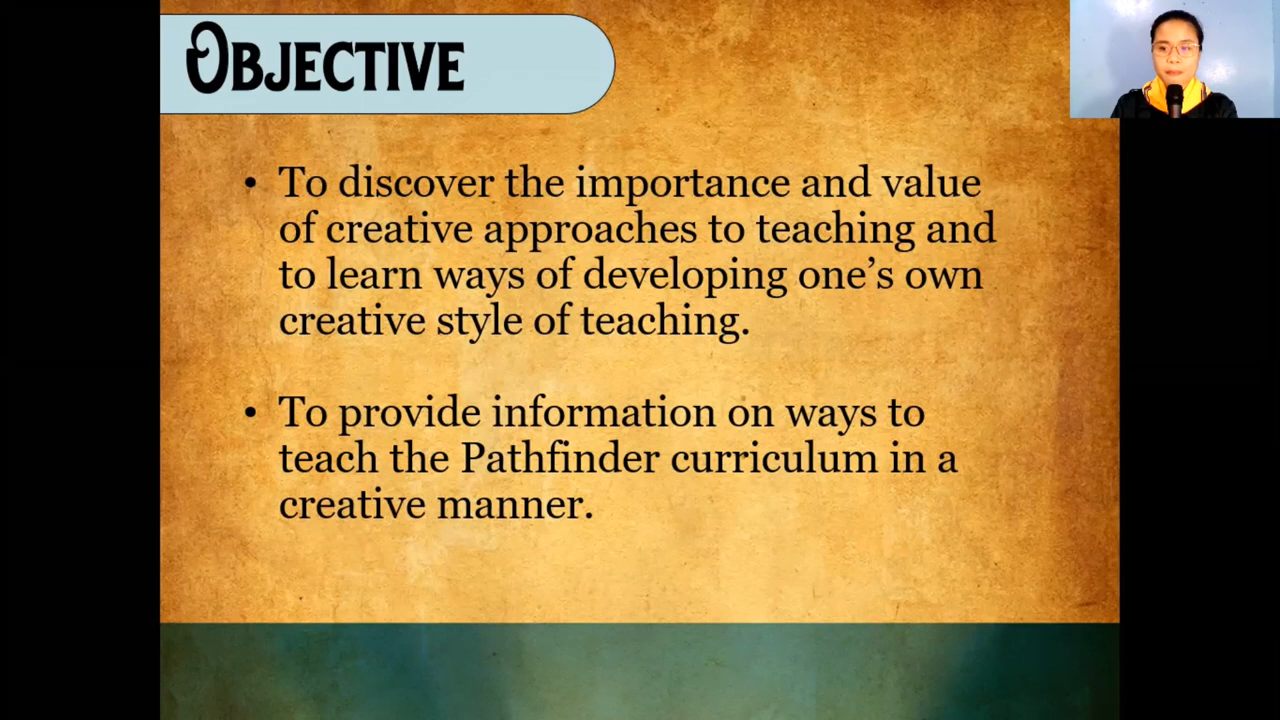 OBJECTIVE
• To discover the importance and value
of creative approaches to teaching and
to learn ways of developing one’s own
creative style of teaching.
• To provide information on ways to
teach the Pathfinder curriculum in a
creative manner.